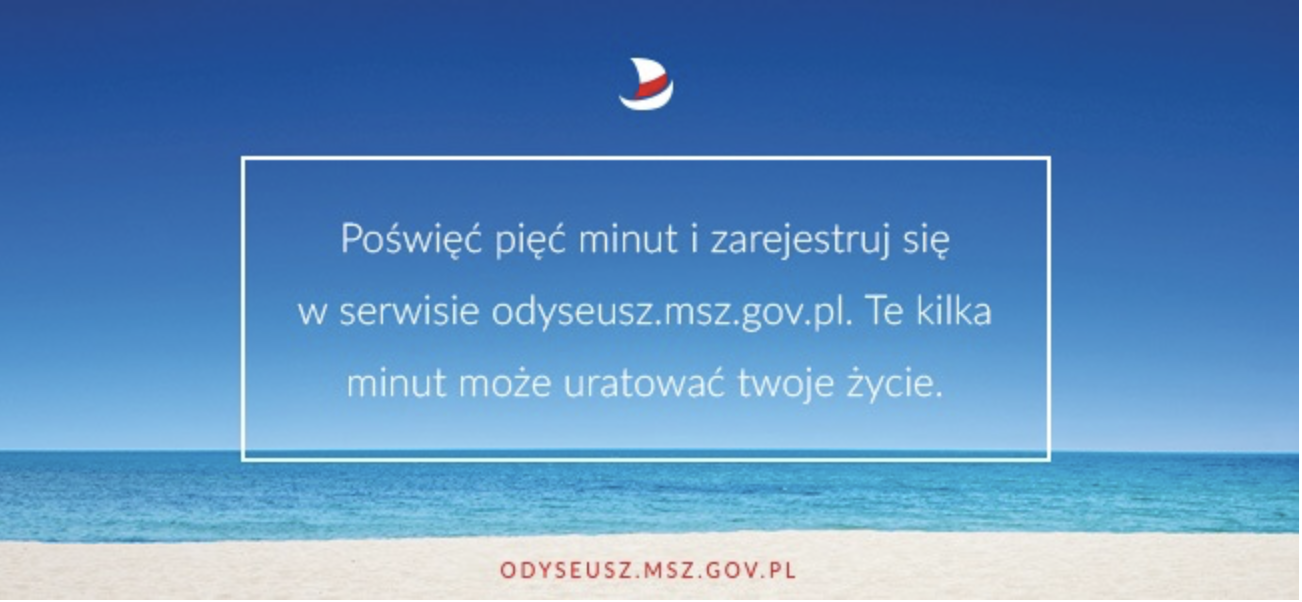 Poświęć pięć minut i zarejestruj się
w serwisie odyseusz.msz.gov.pl. Te kilka
minut może uratować twoje życie.
ODYSEUSZ.MSZ.GOV.PL